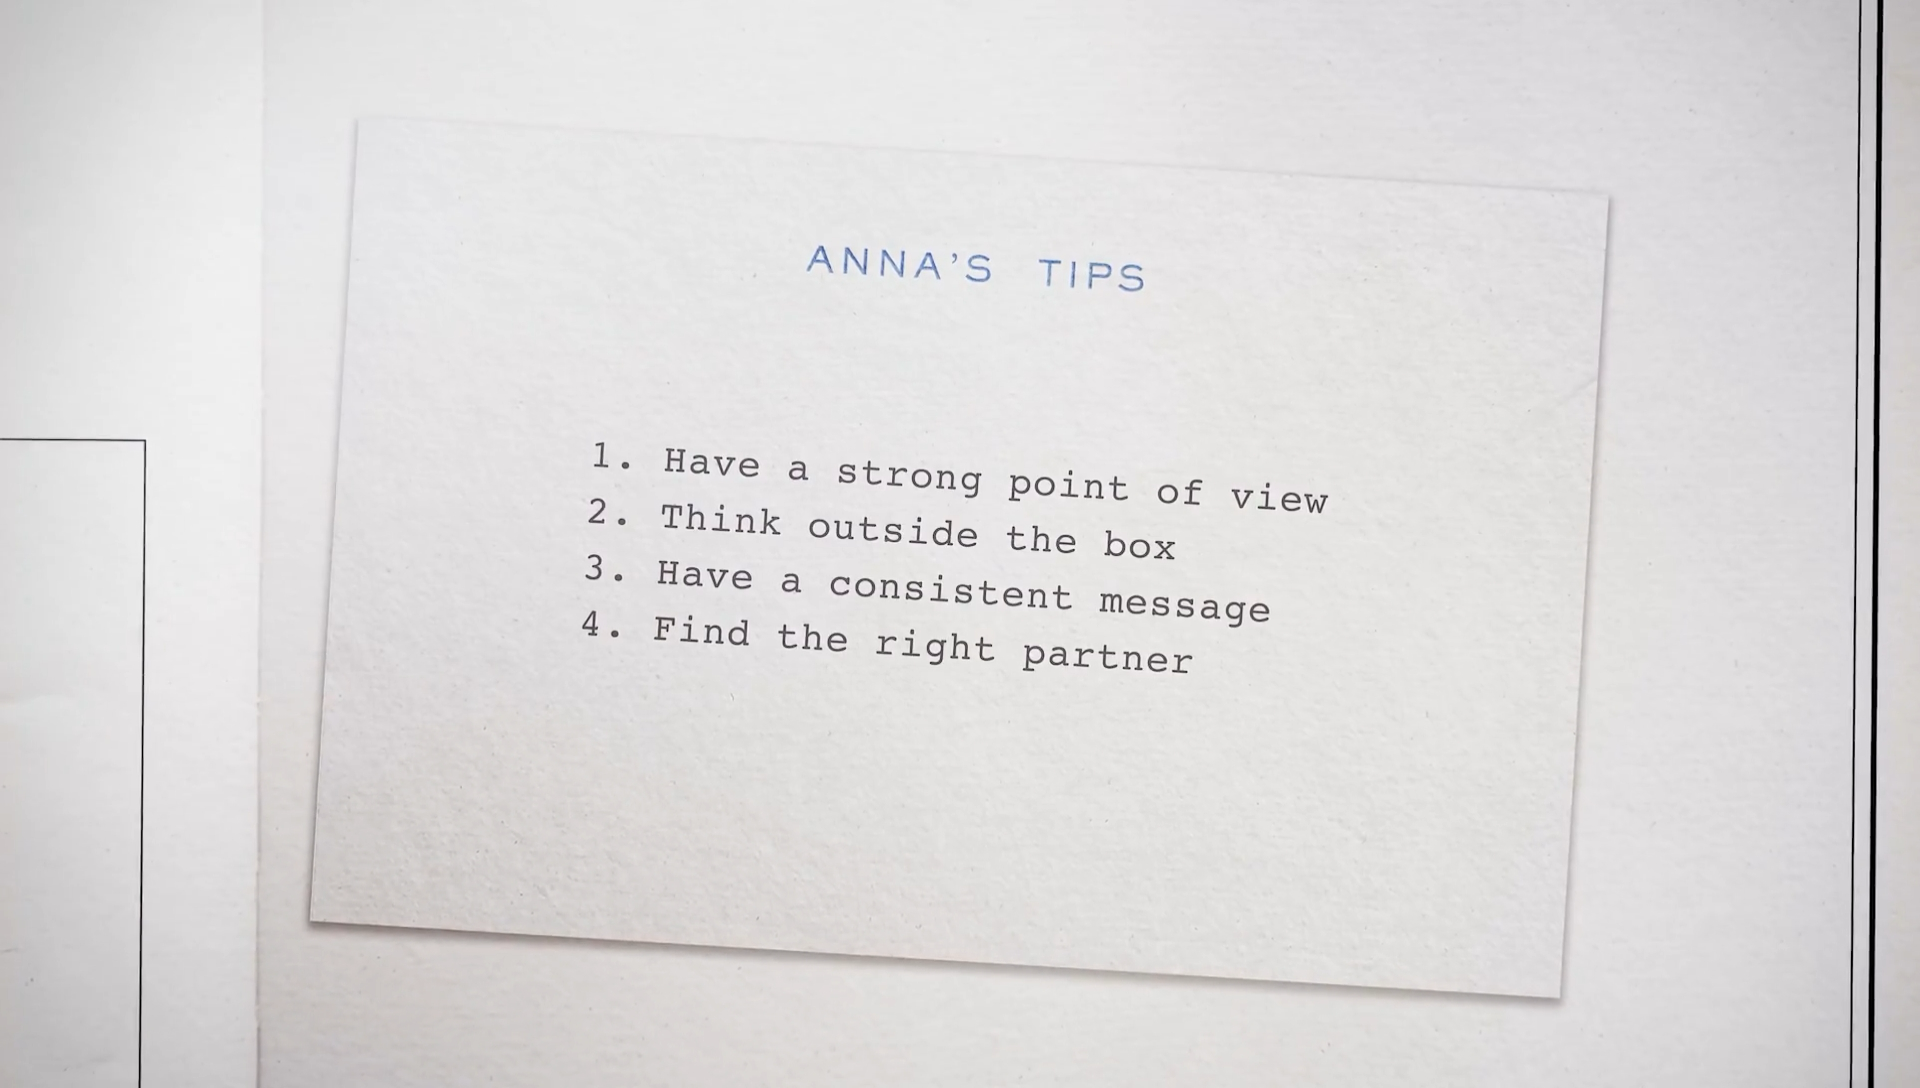 ANNA'S TIPS
1. Have a strong point of view
2. Think outside the box
3. Have a consistent message
4. Find the right partner